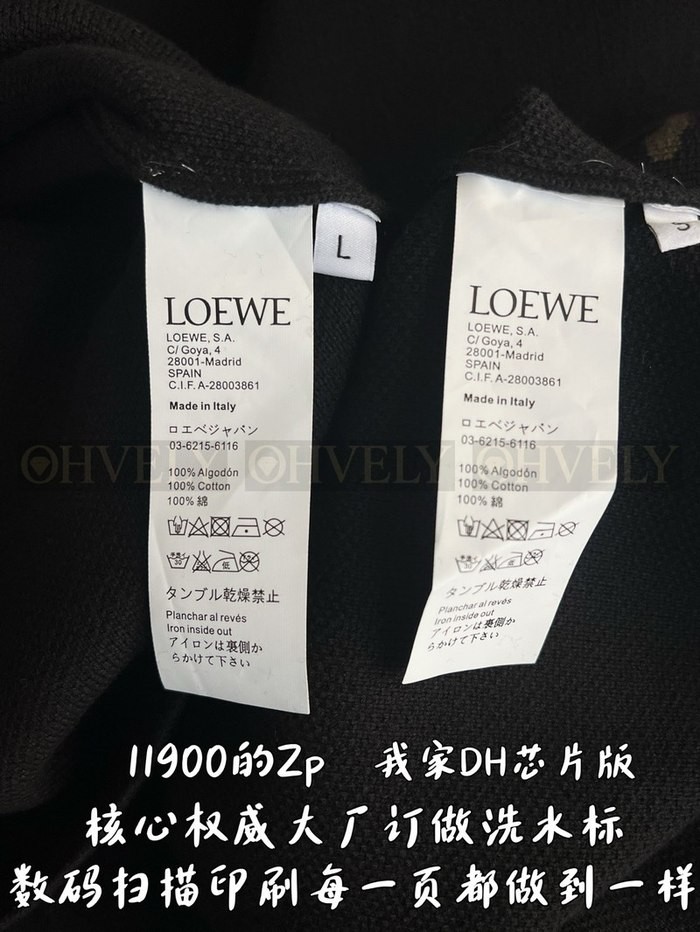 L
LOEWE
LOEWE, S.A.
C/ Goya, 4
28001-Madrid
SPAIN
C.I.F. A-28003861
Made in Italy
ロエベジャパン
03-6215-6116
100% Algodón
100% Cotton
100% 綿
タンブル乾燥禁止
Planchar al revés
Iron inside out
アイロンは裏側か
らかけて下さい
LOEWE
LOEWE, S.A.
C/ Goya, 4
28001-Madrid
SPAIN
C.I.F. A-28003861
Made in Italy
ロエベジャパン
03-6215-6116
100% Algodón
100% Cotton
100% 綿
タンブル乾燥禁止
Planchar al revés
Iron inside out
アイロンは裏側か
らかけて下さい
OHVELY OHVELY OHVELY
11900的Zp 我家DH芯片版
核心权威大厂订做洗水标
数码扫描印刷每一页都做到一样